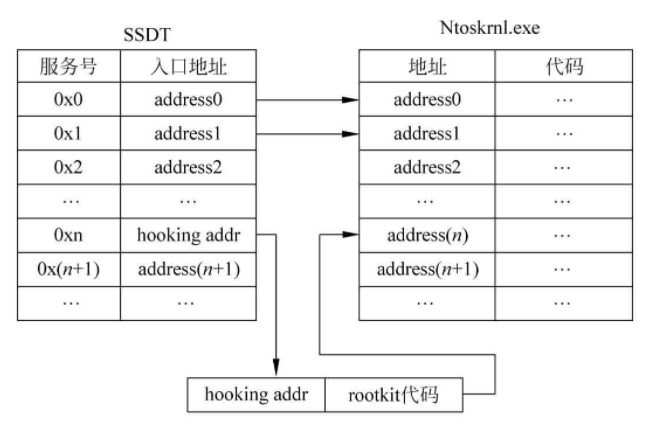 SSDT
Ntoskrnl.exe
服务号 入口地址
0x0 address0
0x1 address1
0x2 address2
… …
0xn hooking addr
0x(n+1) address(n+1)
… …
地址 代码
address0 …
address1 …
address2 …
… …
address(n) …
address(n+1) …
… …
hooking addr rootkit代码